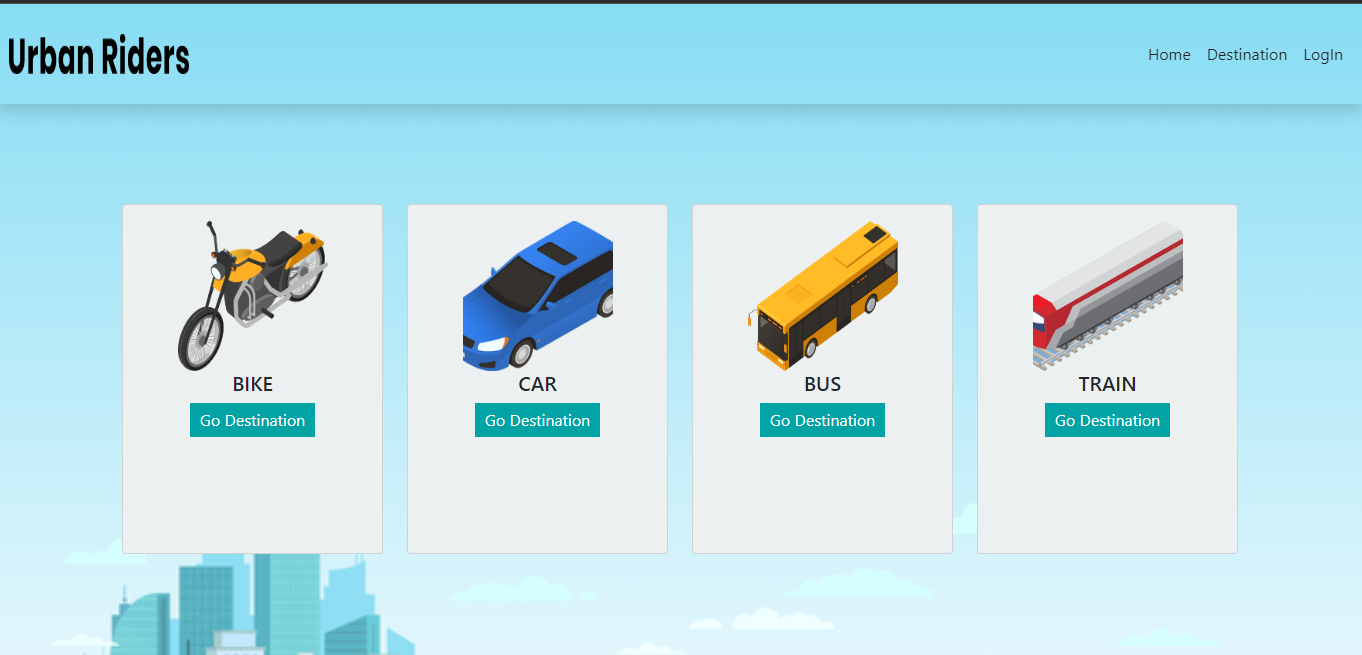 Urban Riders
Home Destination LogIn
BIKE CAR BUS TRAIN
Go Destination Go Destination Go Destination Go Destination